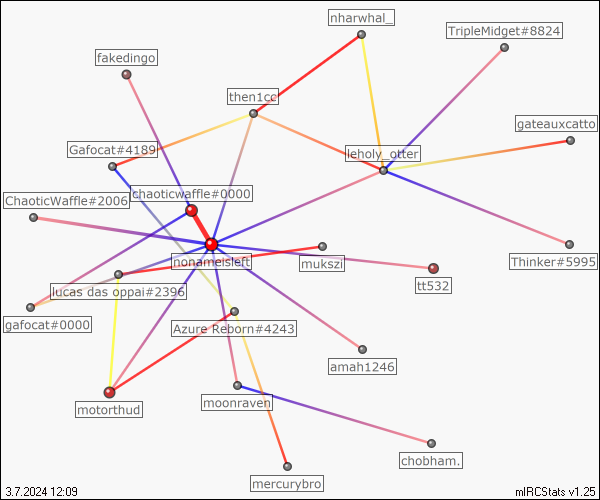 nharwhal_
TripleMidget#8824
fakedingo
then1cc
gateauxcatto
Gafocat#4189
leholy_otter
chaoticwaffle#0000
ChaoticWaffle#2006
nonameisleft
mukszi
Thinker#5995
lucas das oppai#2396
tt532
gafocat#0000
Azure Reborn#4243
amah1246
motorthud
moonraven
chobham.
mercurybro
3.7.2024 12:09
mIRCStats v1.25